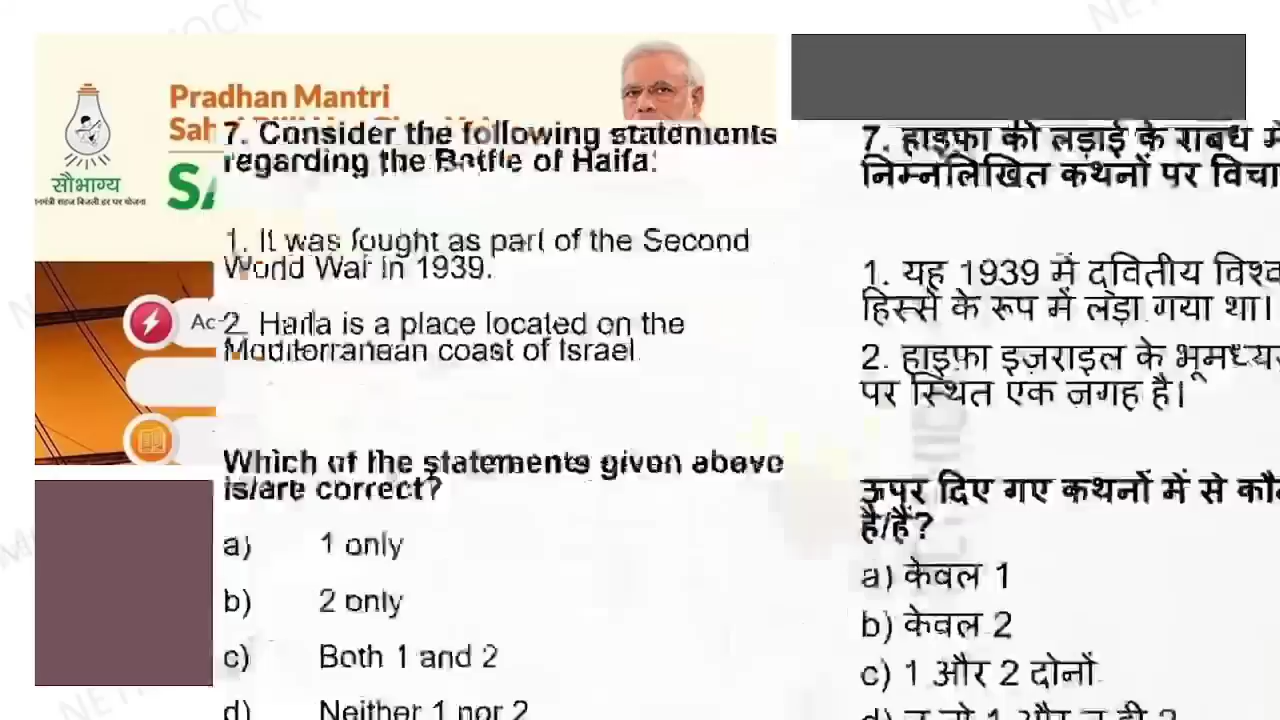 Pradhan Mantri
सौभाग्य
7. Consider the following statements
regarding the Battle of Haifa:
1. It was fought as part of the Second
World War in 1939.
2. Haifa is a place located on the
Mediterranean coast of Israel
Which of the statements given above
is/are correct?
a) 1 only
b) 2 only
c) Both 1 and 2
d) Neither 1 nor 2
7. हाइफ़ा की लड़ाई के संबंध में
निम्नलिखित कथनों पर विचा
1. यह 1939 में द्वितीय विश्व
हिस्से के रूप में लड़ा गया था।
2. हाइफ़ा इज़राइल के भूमध्य
पर स्थित एक जगह है।
ऊपर दिए गए कथनों में से कौ
है/हैं?
a) केवल 1
b) केवल 2
c) 1 और 2 दोनों